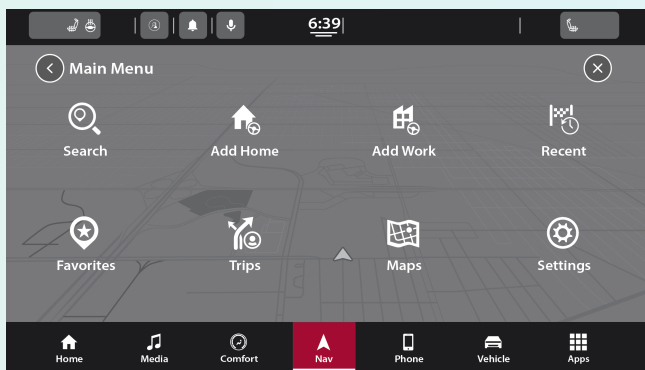 6:39
Main Menu
Search
Add Home
Add Work
Recent
Favorites
Trips
Maps
Settings
Home
Media
Comfort
Nav
Phone
Vehicle
Apps